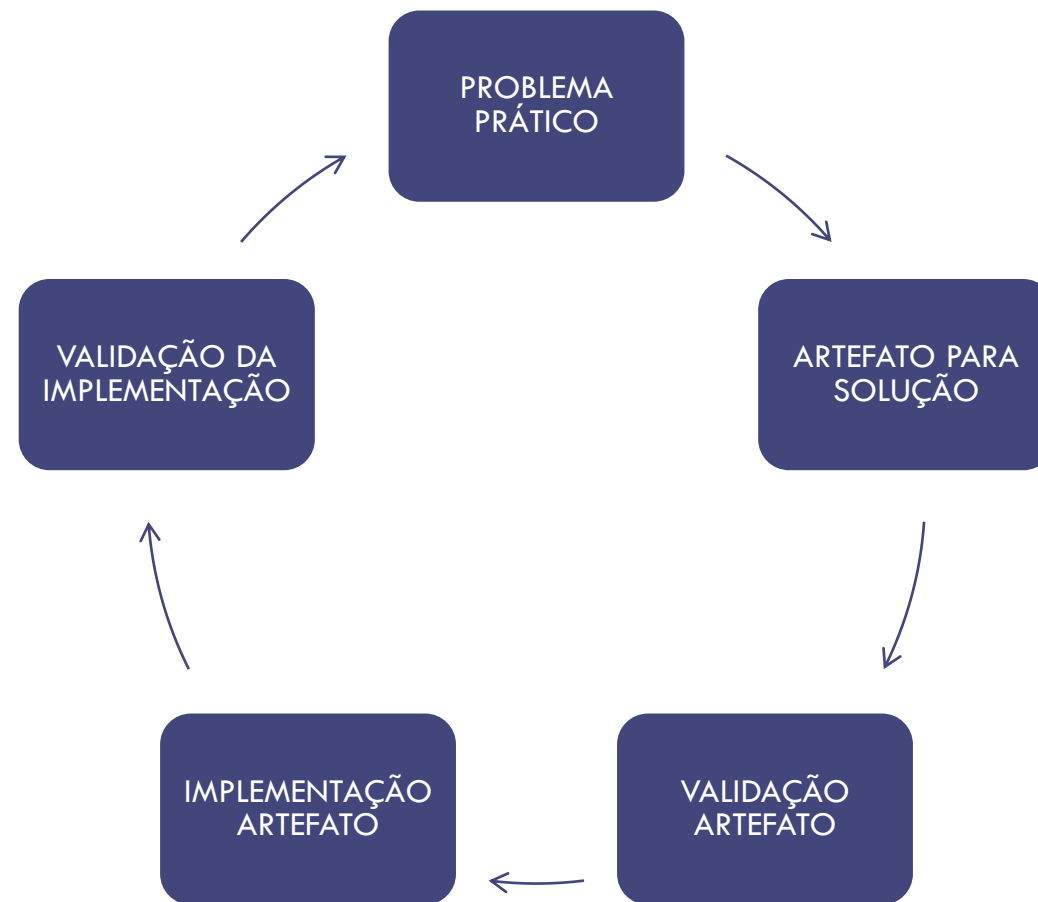 PROBLEMA
PRÁTICO
ARTEFATO PARA
SOLUÇÃO
VALIDAÇÃO
ARTEFATO
IMPLEMENTAÇÃO
ARTEFATO
VALIDAÇÃO DA
IMPLEMENTAÇÃO